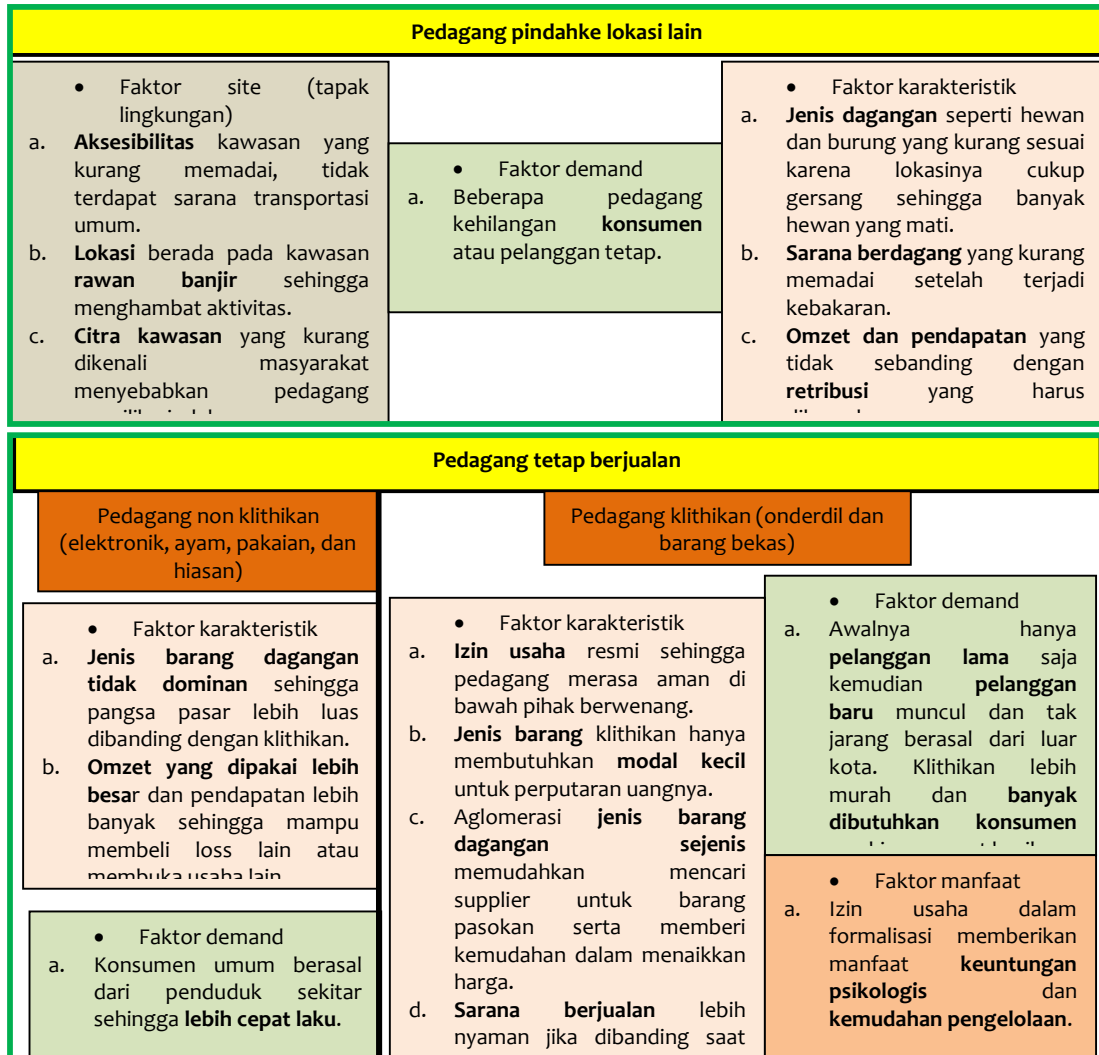 Pedagang pindahke lokasi lain
• Faktor site (tapak
lingkungan)
a. Aksesibilitas kawasan yang
kurang memadai, tidak
terdapat sarana transportasi
umum.
b. Lokasi berada pada kawasan
rawan banjir sehingga
menghambat aktivitas.
c. Citra kawasan yang kurang
dikenali masyarakat
menyebabkan pedagang
• Faktor demand
a. Beberapa pedagang
kehilangan konsumen
atau pelanggan tetap.
• Faktor karakteristik
a. Jenis dagangan seperti hewan
dan burung yang kurang sesuai
karena lokasinya cukup
gersang sehingga banyak
hewan yang mati.
b. Sarana berdagang yang kurang
memadai setelah terjadi
kebakaran.
c. Omzet dan pendapatan yang
tidak sebanding dengan
retribusi yang harus
Pedagang tetap berjualan
Pedagang non klithikan
(elektronik, ayam, pakaian, dan
hiasan)
• Faktor karakteristik
a. Jenis barang dagangan
tidak dominan sehingga
pangsa pasar lebih luas
dibanding dengan klithikan.
b. Omzet yang dipakai lebih
besar dan pendapatan lebih
banyak sehingga mampu
membeli loss lain atau
membuka usaha lain
• Faktor demand
a. Konsumen umum berasal
dari penduduk sekitar
sehingga lebih cepat laku.
Pedagang klithikan (onderdil dan
barang bekas)
• Faktor karakteristik
a. Izin usaha resmi sehingga
pedagang merasa aman di
bawah pihak berwenang.
b. Jenis barang klithikan hanya
membutuhkan modal kecil
untuk perputaran uangnya.
c. Aglomerasi jenis barang
dagangan sejenis
memudahkan mencari
supplier untuk barang
pasokan serta memberi
kemudahan dalam menaikkan
harga.
d. Sarana berjualan lebih
nyaman jika dibanding saat
• Faktor demand
a. Awalnya hanya
pelanggan lama saja
kemudian pelanggan
baru muncul dan tak
jarang berasal dari luar
kota. Klithikan lebih
murah dan banyak
dibutuhkan konsumen
• Faktor manfaat
a. Izin usaha dalam
formalisasi memberikan
manfaat keuntungan
psikologis dan
kemudahan pengelolaan.